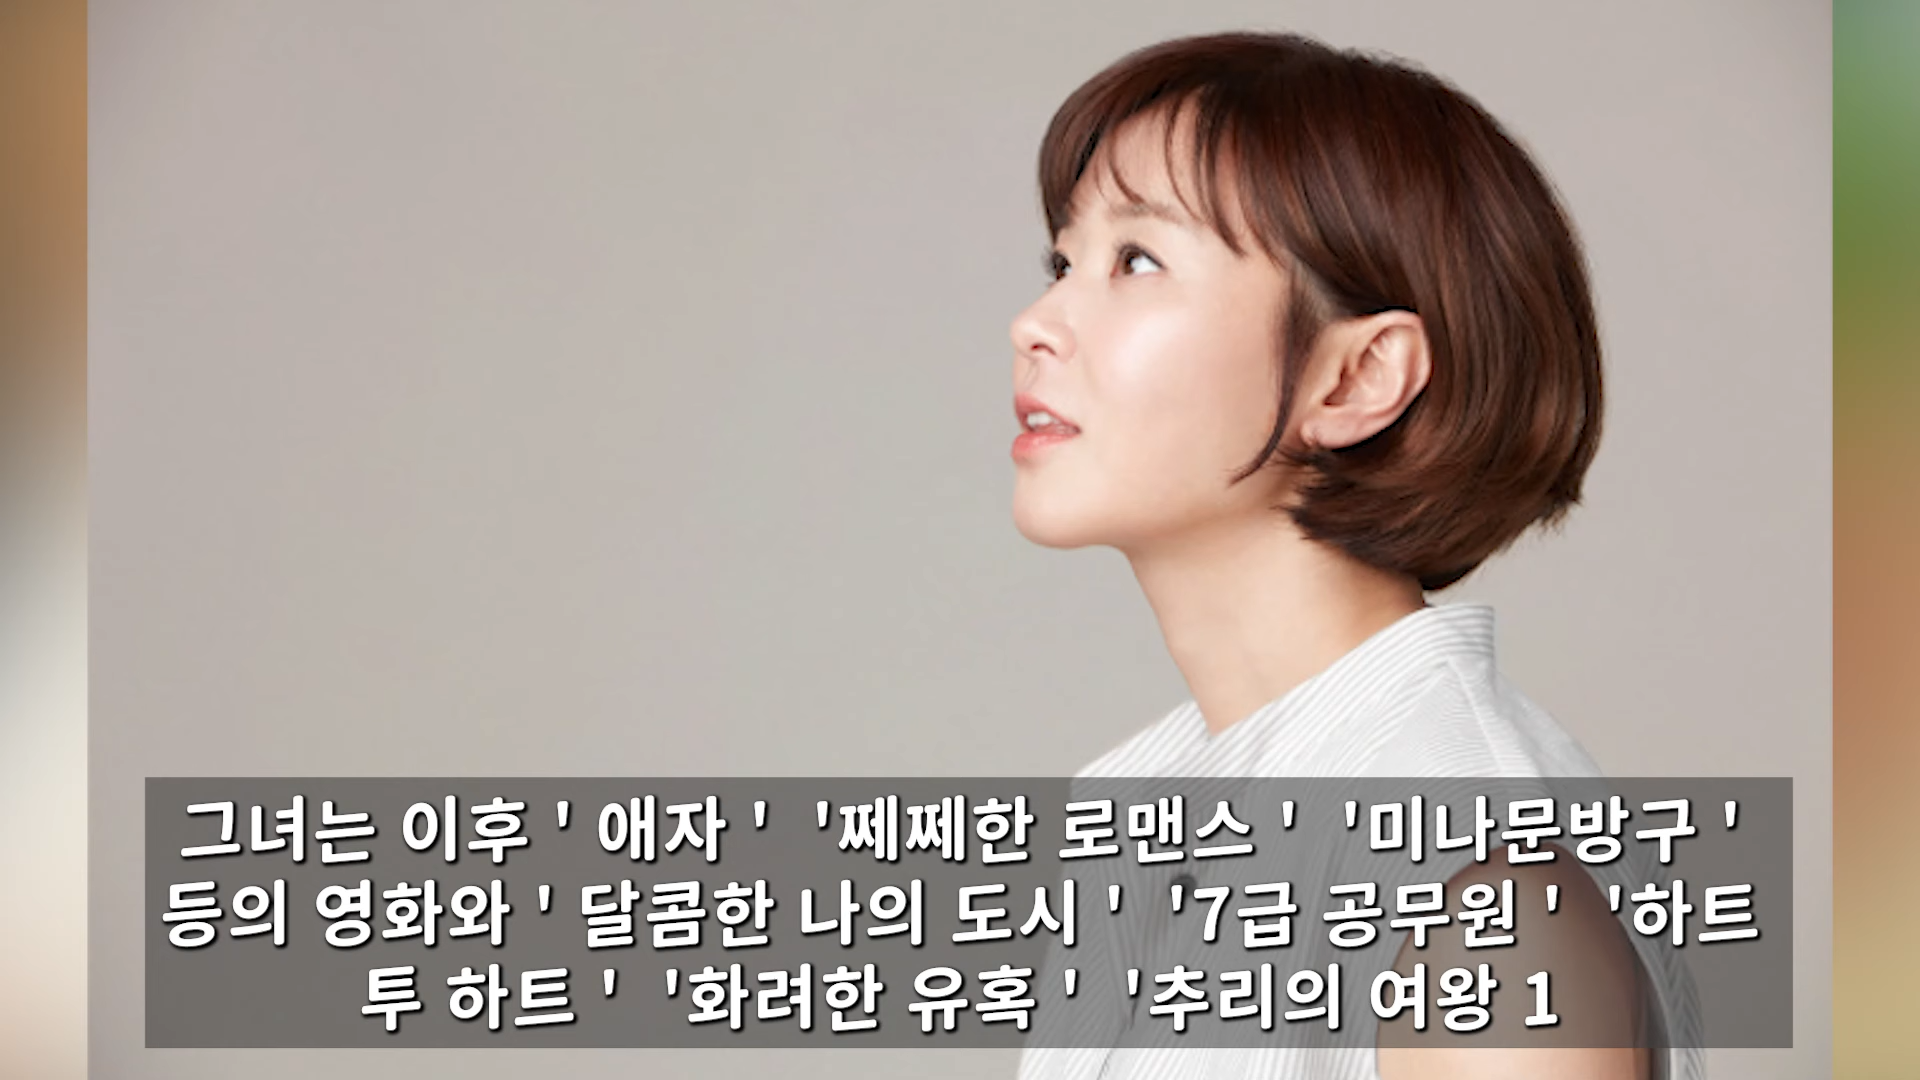 그녀는 이후 ' 애자 ' '쩨쩨한 로맨스 ' '미나문방구 '
등의 영화와 ' 달콤한 나의 도시 ' '7급 공무원 ' '하트
투 하트 ' '화려한 유혹 ' '추리의 여왕 1